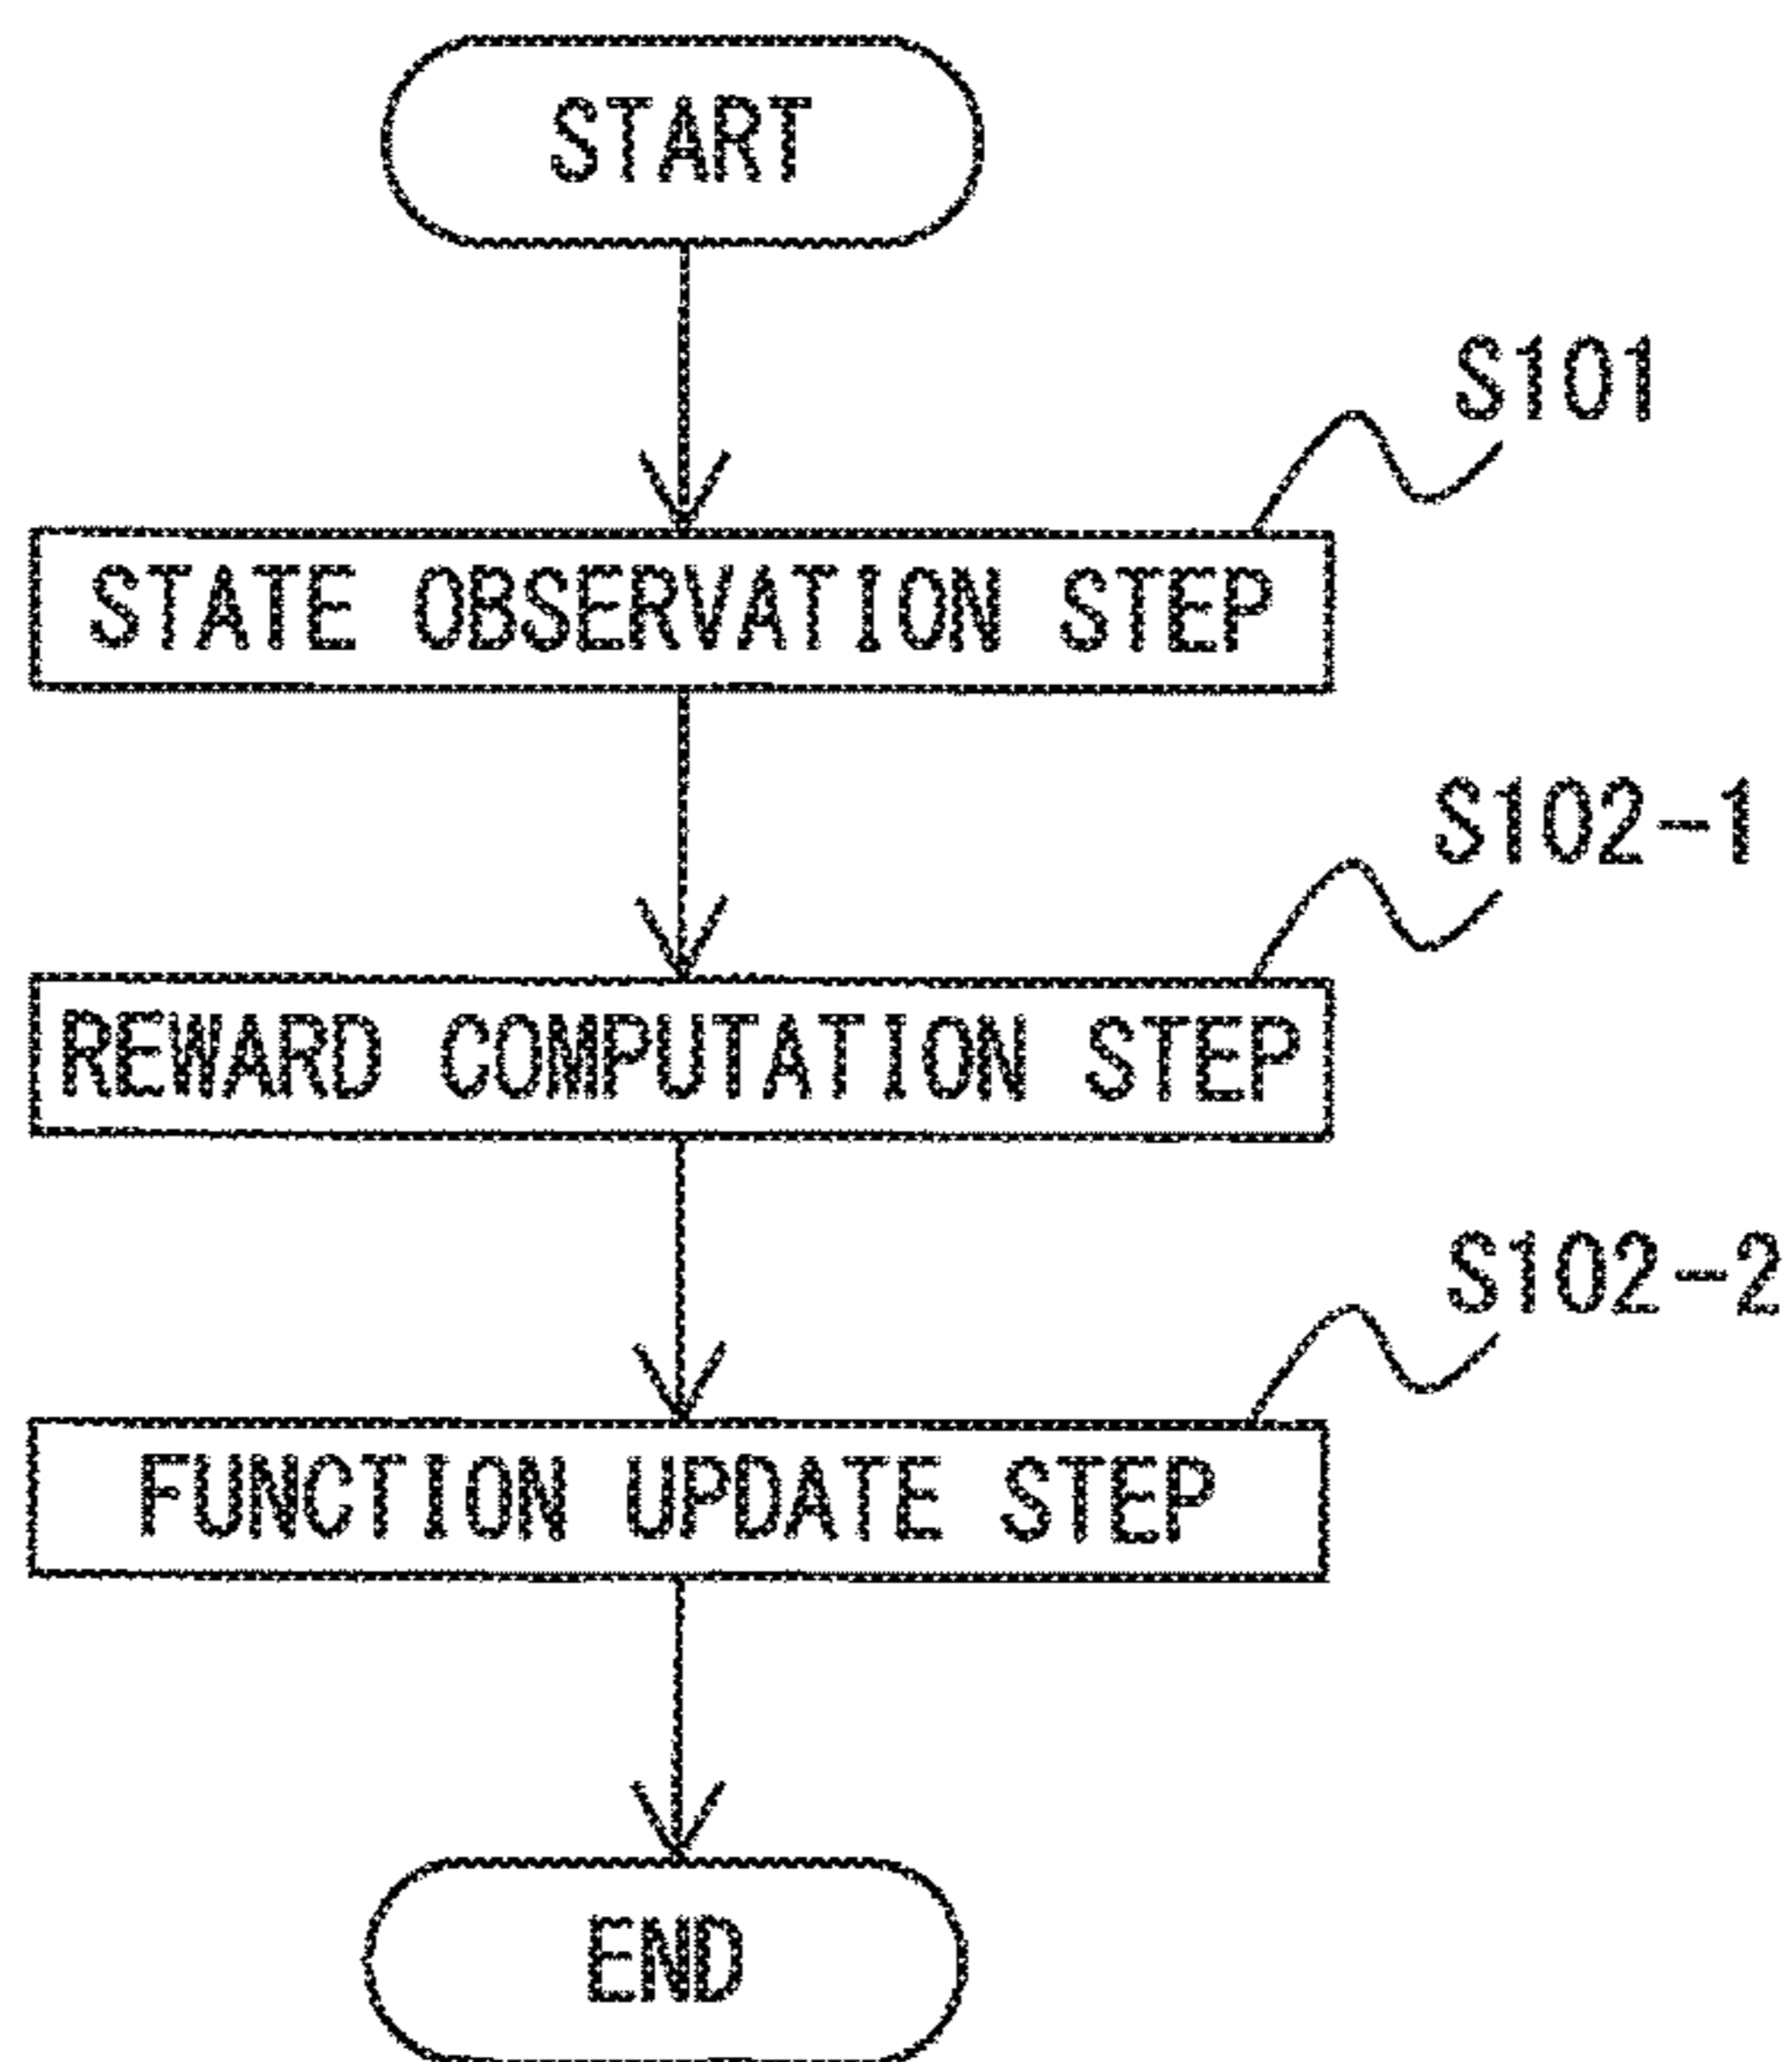 START
S101
STATE OBSERVATION STEP
S102-1
REWARD COMPUTATION STEP
S102-2
FUNCTION UPDATE STEP
END